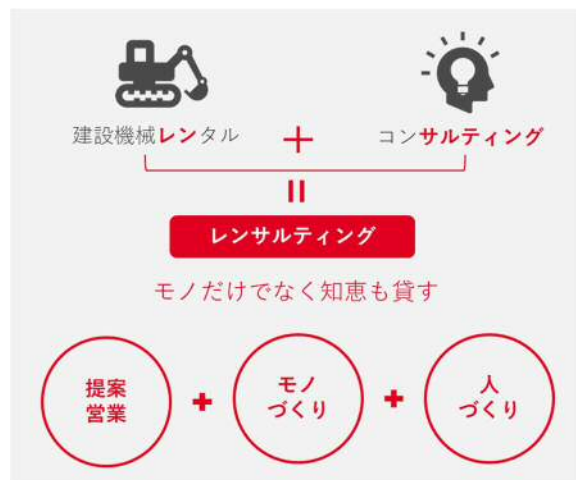 建設機械レンタル + コンサルティング
=
レンサルティング
モノだけでなく知恵も貸す
提案
営業
+
モノ
づくり
+
人
づくり